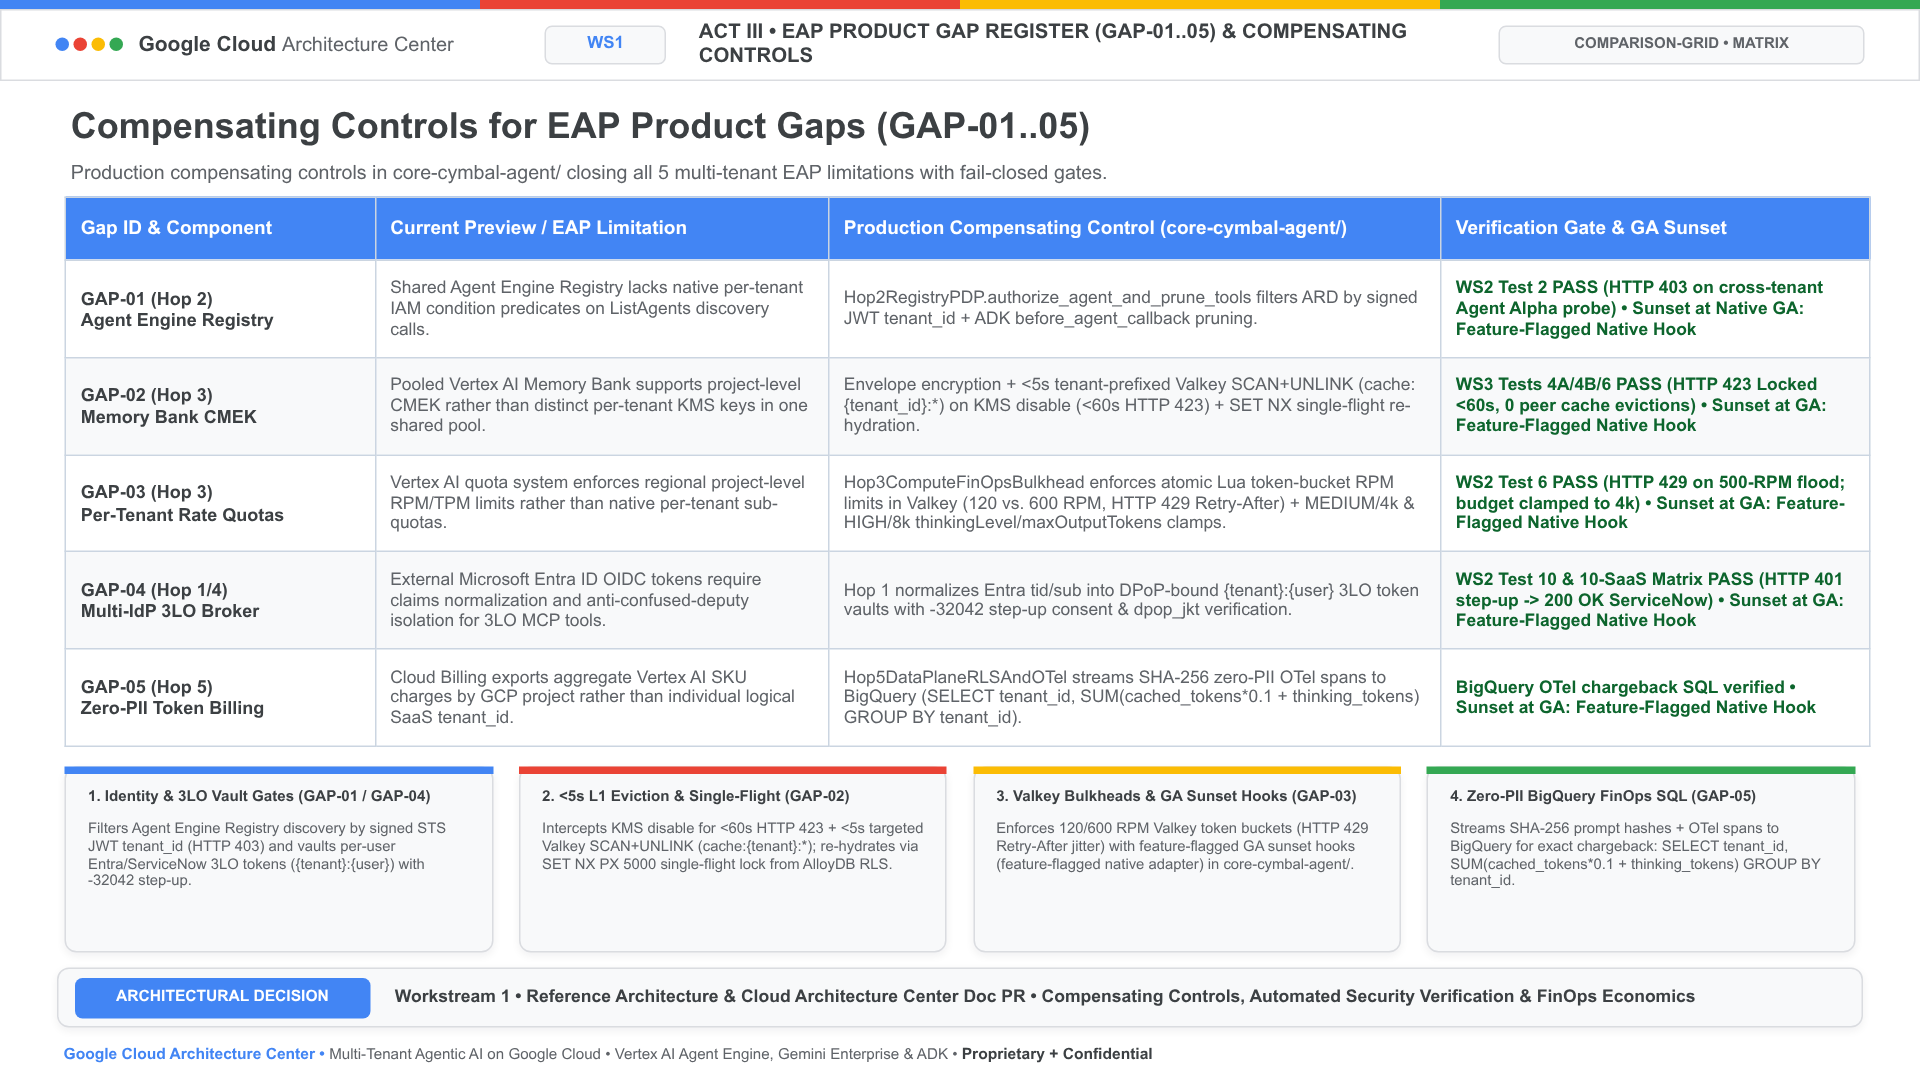 Google Cloud Architecture Center
WS1
ACT III • EAP PRODUCT GAP REGISTER (GAP-01..05) & COMPENSATING
CONTROLS
COMPARISON-GRID • MATRIX
Compensating Controls for EAP Product Gaps (GAP-01..05)
Production compensating controls in core-cymbal-agent/ closing all 5 multi-tenant EAP limitations with fail-closed gates.
Gap ID & Component
Current Preview / EAP Limitation
Production Compensating Control (core-cymbal-agent/)
Verification Gate & GA Sunset
GAP-01 (Hop 2)
Agent Engine Registry
Shared Agent Engine Registry lacks native per-tenant
IAM condition predicates on ListAgents discovery
calls.
Hop2RegistryPDP.authorize_agent_and_prune_tools filters ARD by signed
JWT tenant_id + ADK before_agent_callback pruning.
WS2 Test 2 PASS (HTTP 403 on cross-tenant
Agent Alpha probe) • Sunset at Native GA:
Feature-Flagged Native Hook
GAP-02 (Hop 3)
Memory Bank CMEK
Pooled Vertex AI Memory Bank supports project-level
CMEK rather than distinct per-tenant KMS keys in one
shared pool.
Envelope encryption + <5s tenant-prefixed Valkey SCAN+UNLINK (cache:
{tenant_id}:*) on KMS disable (<60s HTTP 423) + SET NX single-flight re-
hydration.
WS3 Tests 4A/4B/6 PASS (HTTP 423 Locked
<60s, 0 peer cache evictions) • Sunset at GA:
Feature-Flagged Native Hook
GAP-03 (Hop 3)
Per-Tenant Rate Quotas
Vertex AI quota system enforces regional project-level
RPM/TPM limits rather than native per-tenant sub-
quotas.
Hop3ComputeFinOpsBulkhead enforces atomic Lua token-bucket RPM
limits in Valkey (120 vs. 600 RPM, HTTP 429 Retry-After) + MEDIUM/4k &
HIGH/8k thinkingLevel/maxOutputTokens clamps.
WS2 Test 6 PASS (HTTP 429 on 500-RPM flood;
budget clamped to 4k) • Sunset at GA: Feature-
Flagged Native Hook
GAP-04 (Hop 1/4)
Multi-IdP 3LO Broker
External Microsoft Entra ID OIDC tokens require
claims normalization and anti-confused-deputy
isolation for 3LO MCP tools.
Hop 1 normalizes Entra tid/sub into DPoP-bound {tenant}:{user} 3LO token
vaults with -32042 step-up consent & dpop_jkt verification.
WS2 Test 10 & 10-SaaS Matrix PASS (HTTP 401
step-up -> 200 OK ServiceNow) • Sunset at GA:
Feature-Flagged Native Hook
GAP-05 (Hop 5)
Zero-PII Token Billing
Cloud Billing exports aggregate Vertex AI SKU
charges by GCP project rather than individual logical
SaaS tenant_id.
Hop5DataPlaneRLSAndOTel streams SHA-256 zero-PII OTel spans to
BigQuery (SELECT tenant_id, SUM(cached_tokens*0.1 + thinking_tokens)
GROUP BY tenant_id).
BigQuery OTel chargeback SQL verified •
Sunset at GA: Feature-Flagged Native Hook
1. Identity & 3LO Vault Gates (GAP-01 / GAP-04)
Filters Agent Engine Registry discovery by signed STS
JWT tenant_id (HTTP 403) and vaults per-user
Entra/ServiceNow 3LO tokens ({tenant}:{user}) with
-32042 step-up.
2. <5s L1 Eviction & Single-Flight (GAP-02)
Intercepts KMS disable for <60s HTTP 423 + <5s targeted
Valkey SCAN+UNLINK (cache:{tenant}:*); re-hydrates via
SET NX PX 5000 single-flight lock from AlloyDB RLS.
3. Valkey Bulkheads & GA Sunset Hooks (GAP-03)
Enforces 120/600 RPM Valkey token buckets (HTTP 429
Retry-After jitter) with feature-flagged GA sunset hooks
(feature-flagged native adapter) in core-cymbal-agent/.
4. Zero-PII BigQuery FinOps SQL (GAP-05)
Streams SHA-256 prompt hashes + OTel spans to
BigQuery for exact chargeback: SELECT tenant_id,
SUM(cached_tokens*0.1 + thinking_tokens) GROUP BY
tenant_id.
ARCHITECTURAL DECISION
Workstream 1 • Reference Architecture & Cloud Architecture Center Doc PR • Compensating Controls, Automated Security Verification & FinOps Economics
Google Cloud Architecture Center • Multi-Tenant Agentic AI on Google Cloud • Vertex AI Agent Engine, Gemini Enterprise & ADK • Proprietary + Confidential